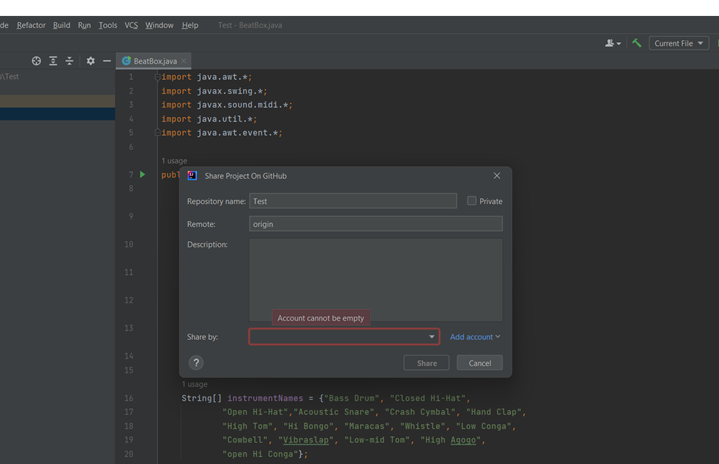 de Refactor Build Run Tools VCS Window Help Test - BeatBox.java
Current File
BeatBox.java
\Test
1 import java.awt.*;
2 import javax.swing.*;
3 import javax.sound.midi.*;
4 import java.util.*;
5 import java.awt.event.*;
6
1 usage
7 publ
8
Share Project On GitHub
Repository name: Test Private
9
Remote: origin
Description:
10
11
12
Account cannot be empty
13
Share by: Add account
14
? Share Cancel
15
1 usage
16 String[] instrumentNames = {"Bass Drum", "Closed Hi-Hat",
17 "Open Hi-Hat","Acoustic Snare", "Crash Cymbal", "Hand Clap",
18 "High Tom", "Hi Bongo", "Maracas", "Whistle", "Low Conga",
19 "Cowbell", "Vibraslap", "Low-mid Tom", "High Agogo",
20 "open Hi Conga"};